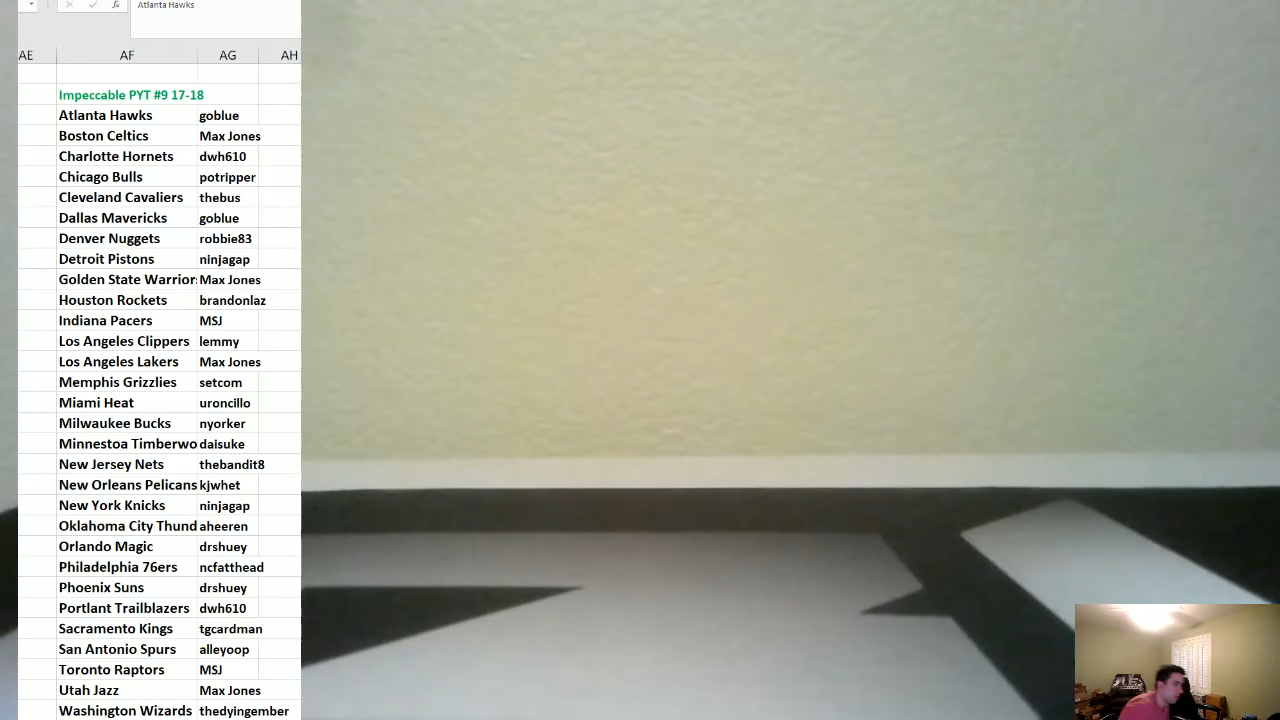 Atlanta Hawks
AE AF AG AH
Impeccable PYT #9 17-18
Atlanta Hawks goblue
Boston Celtics Max Jones
Charlotte Hornets dwh610
Chicago Bulls potripper
Cleveland Cavaliers thebus
Dallas Mavericks goblue
Denver Nuggets robbie83
Detroit Pistons ninjagap
Golden State Warrior Max Jones
Houston Rockets brandonlaz
Indiana Pacers MSJ
Los Angeles Clippers lemmy
Los Angeles Lakers Max Jones
Memphis Grizzlies setcom
Miami Heat uroncillo
Milwaukee Bucks nyorker
Minnestoa Timberwo daisuke
New Jersey Nets thebandit8
New Orleans Pelicans kjwhet
New York Knicks ninjagap
Oklahoma City Thund aheeren
Orlando Magic drshuey
Philadelphia 76ers ncfatthead
Phoenix Suns drshuey
Portlant Trailblazers dwh610
Sacramento Kings tgcardman
San Antonio Spurs alleyoop
Toronto Raptors MSJ
Utah Jazz Max Jones
Washington Wizards thedyingember